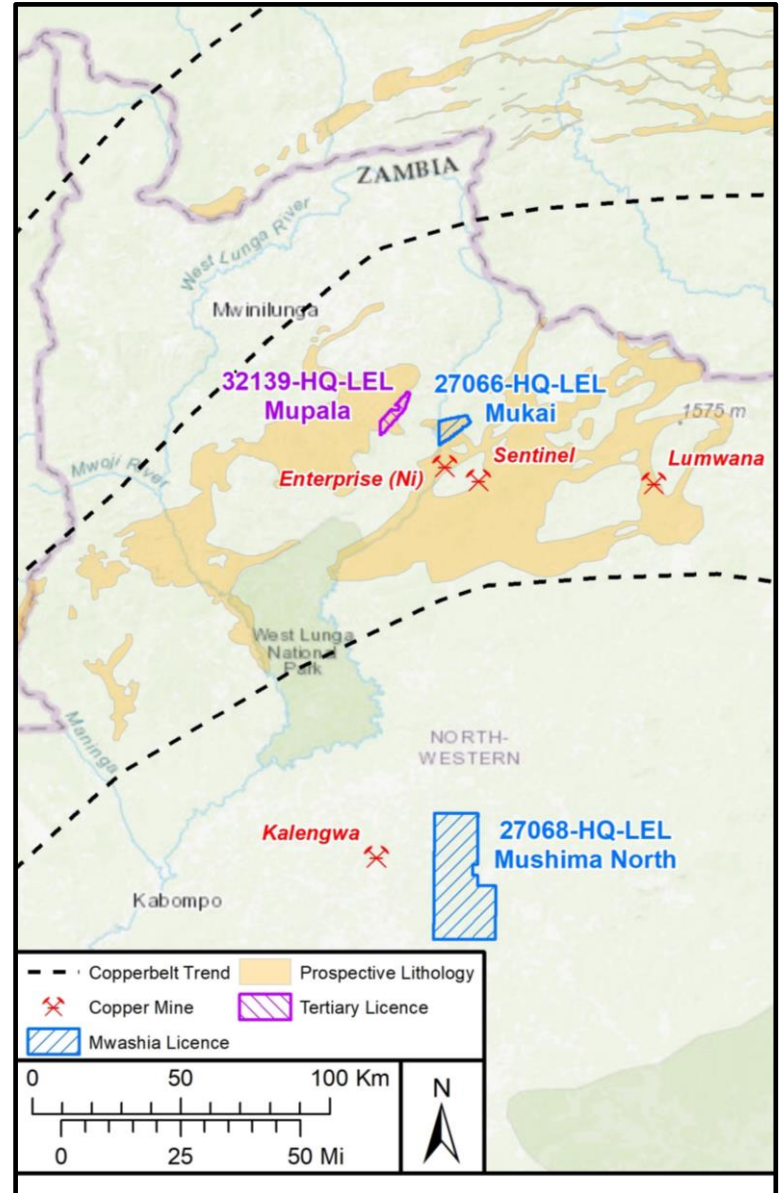 ZAMBIA
West Lunga River
Mwinilunga
32139-HQ-LEL
Mupala
27066-HQ-LEL
Mukai
1575 m
Mwoji River
Enterprise (Ni)
Sentinel
Lumwana
West Lunga
National
Park
Maninga
NORTH-
WESTERN
Kalengwa
27068-HQ-LEL
Mushima North
Kabompo
Copperbelt Trend
Prospective Lithology
Copper Mine
Tertiary Licence
Mwashia Licence
0 50 100 Km
N
0 25 50 Mi